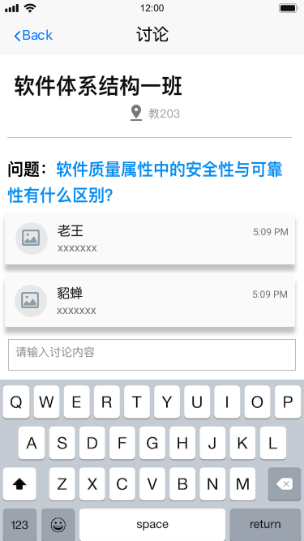 12:00
Back
讨论
软件体系结构一班
教203
问题：软件质量属性中的安全性与可靠
性有什么区别?
老王
5:09 PM
xxxxxxx
貂蝉
5:09 PM
xxxxxxx
请输入讨论内容
Q W E R T Y U I O P
A S D F G H J K L
Z X C V B N M
123 space return